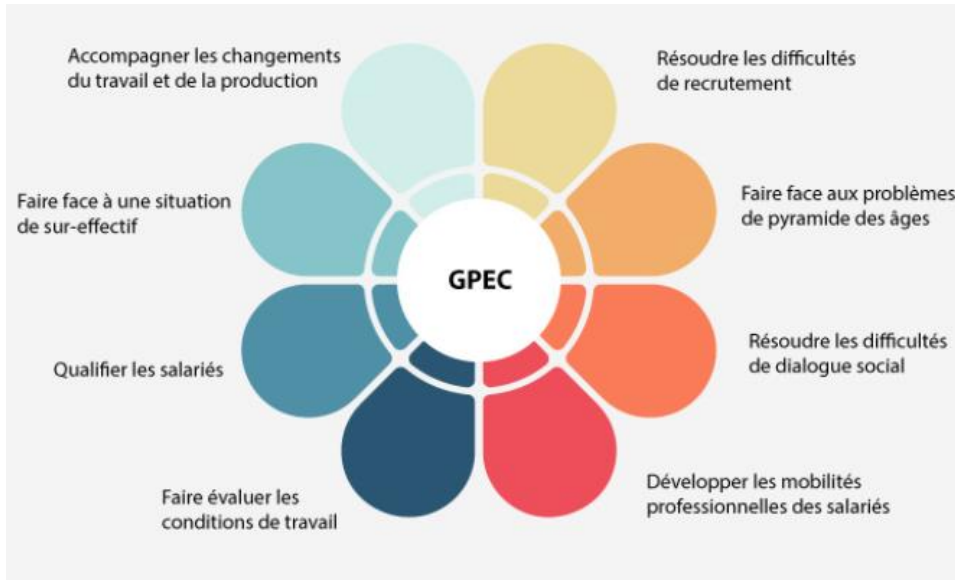 Accompagner les changements
du travail et de la production
Résoudre les difficultés
de recrutement
Faire face à une situation
de sur-effectif
Faire face aux problèmes
de pyramide des âges
GPEC
Qualifier les salariés
Résoudre les difficultés
de dialogue social
Faire évaluer les
conditions de travail
Développer les mobilités
professionnelles des salariés